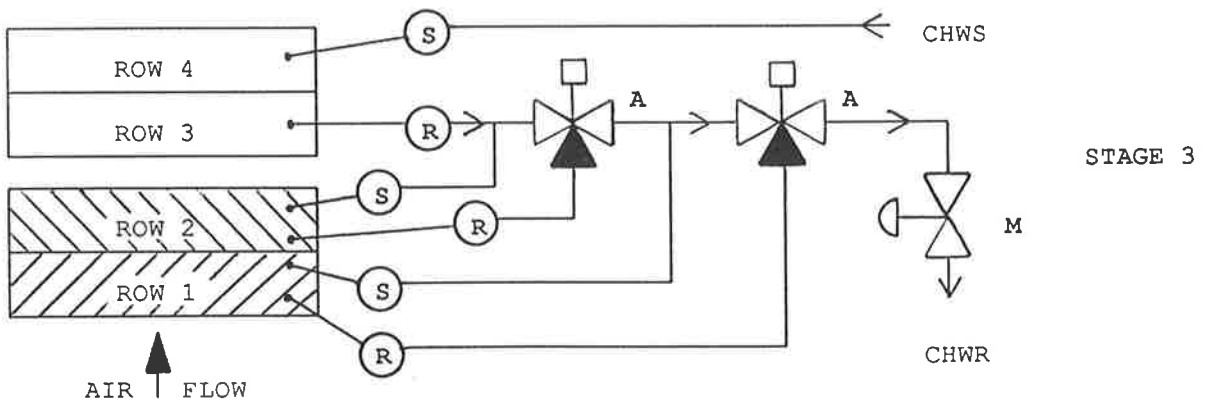 S
CHWS
ROW 4
A
A
ROW 3
R
STAGE 3
S
ROW 2
R
M
S
ROW 1
R
CHWR
AIR FLOW